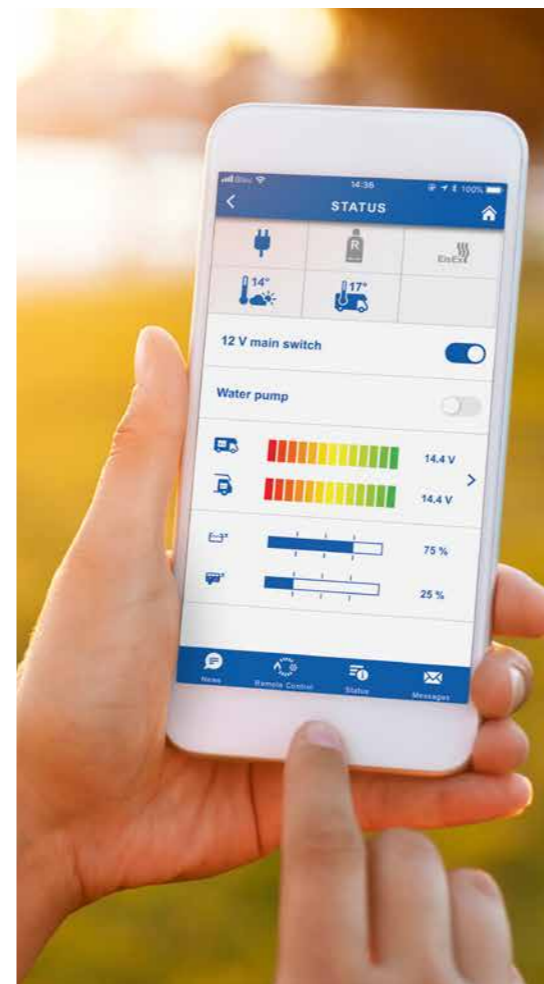 14:36
100%
STATUS
R
EisEx
14°
17°
12 V main switch
Water pump
14.4 V
14.4 V
75 %
25 %
News
Remote Control
Status
Messages